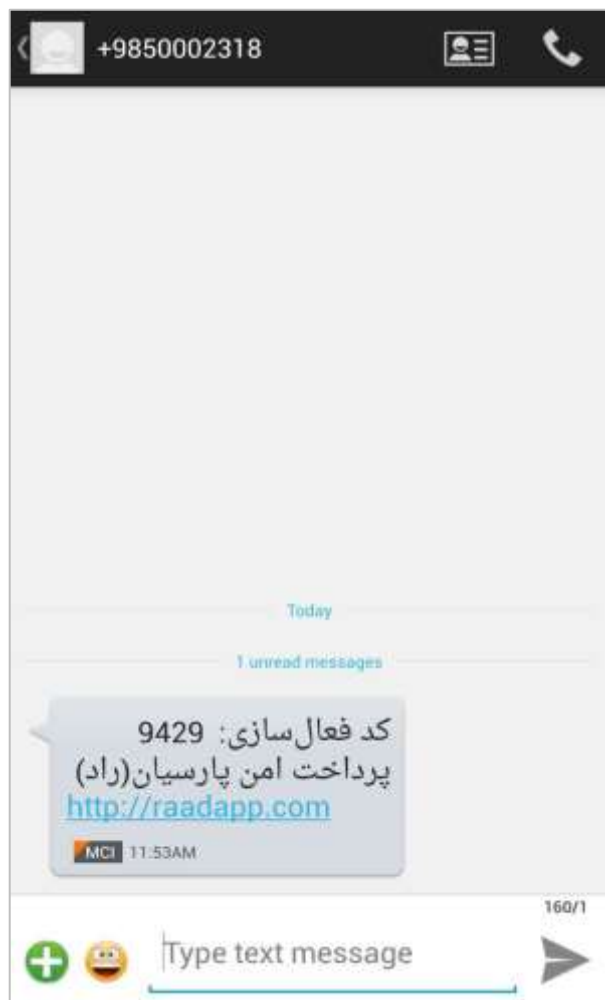 +9850002318
Today
1 unread messages
کد فعال‌سازی: 9429
پرداخت امن پارسیان(راد)
http://raadapp.com
MCI 11:53AM
160/1
Type text message